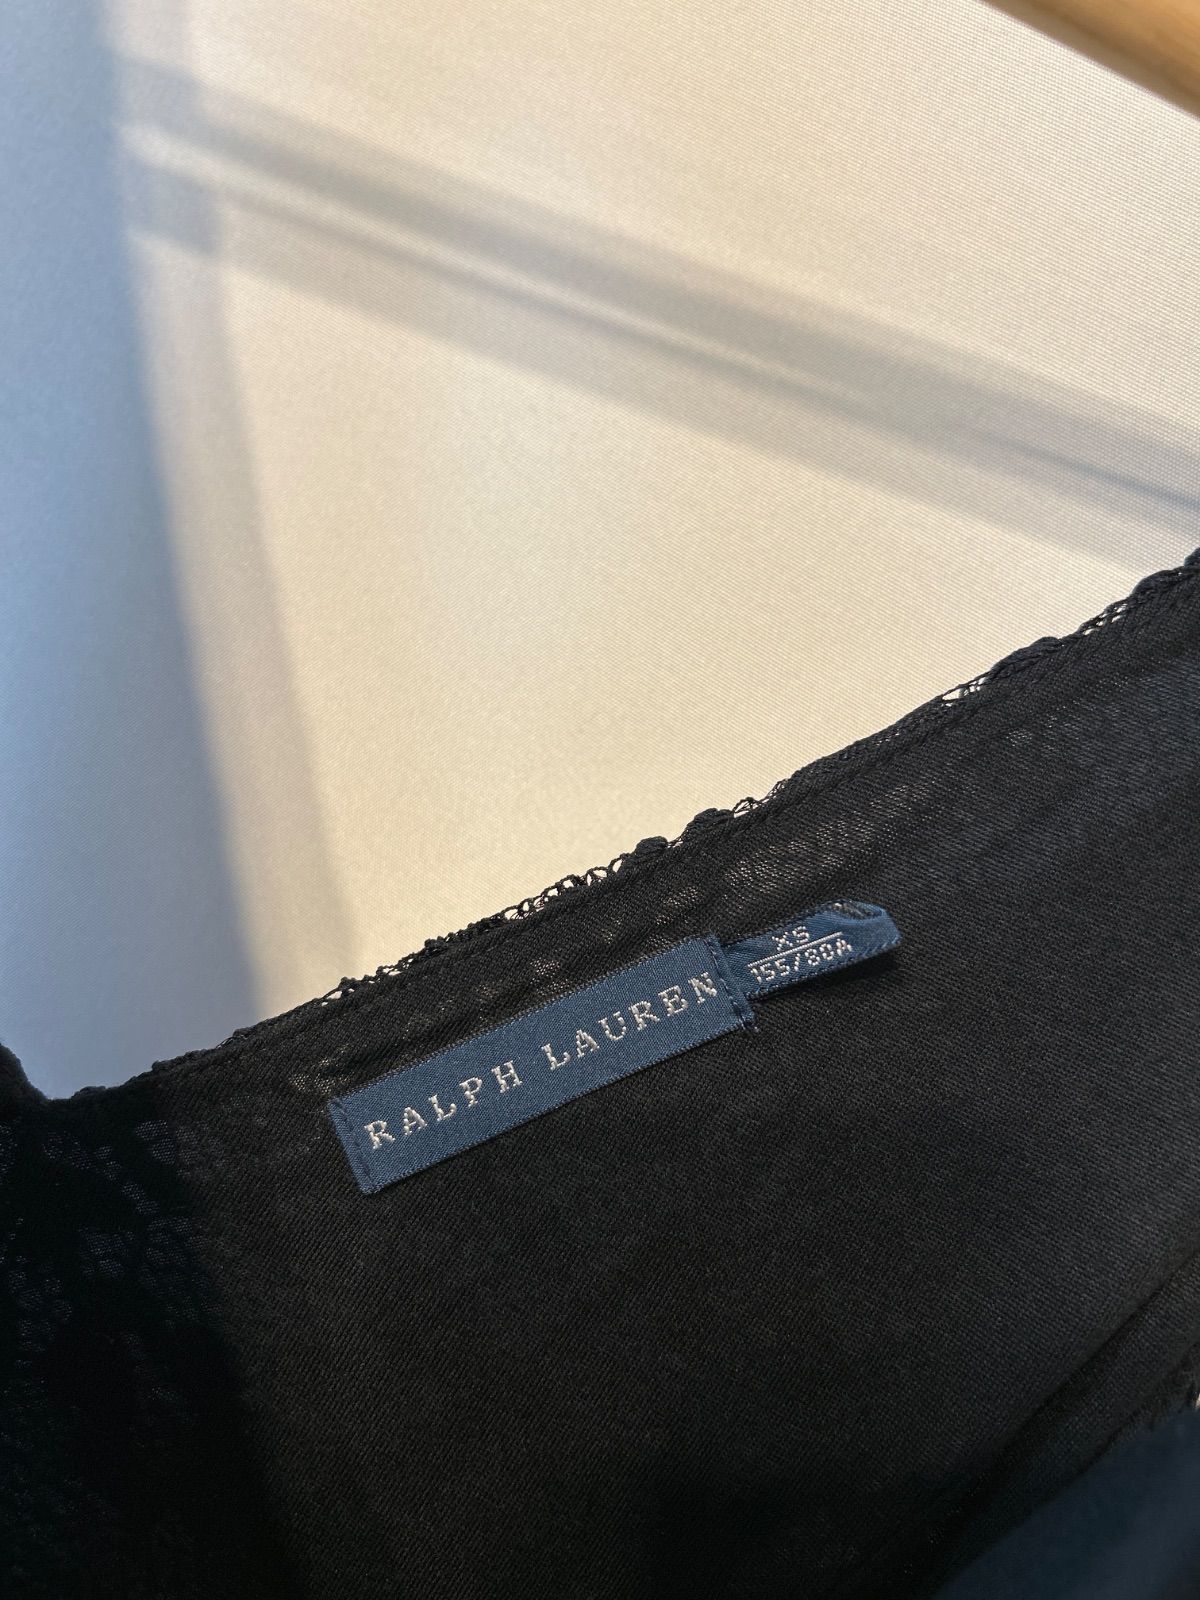 RALPH LAUREN
XS
155/80A